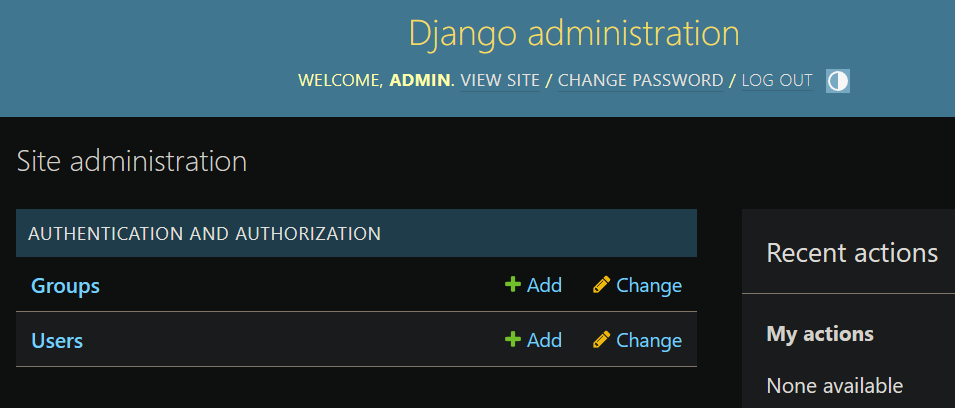 Django administration
WELCOME, ADMIN. VIEW SITE / CHANGE PASSWORD / LOG OUT
Site administration
AUTHENTICATION AND AUTHORIZATION
Groups Add Change
Users Add Change
Recent actions
My actions
None available